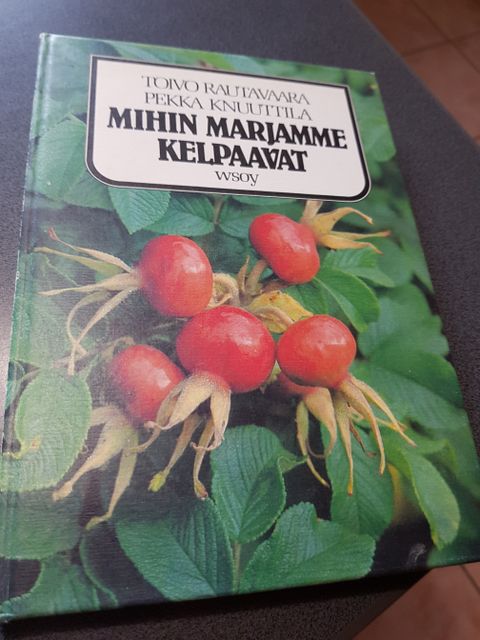 TOIVO RAUTAVAARA
PEKKA KNUUTTILA
MIHIN MARJAMME
KELPAAVAT
wsoy